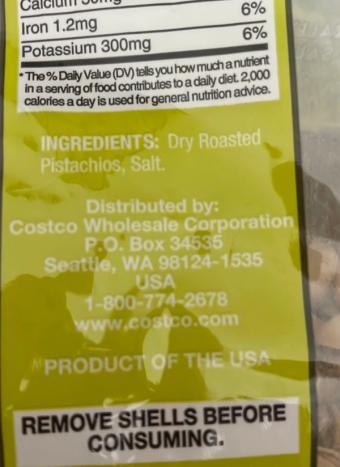 Calcium 30mg
Iron 1.2mg 6%
Potassium 300mg 6%
* The % Daily Value (DV) tells you how much a nutrient
in a serving of food contributes to a daily diet. 2,000
calories a day is used for general nutrition advice.
INGREDIENTS: Dry Roasted
Pistachios, Salt.
Distributed by:
Costco Wholesale Corporation
P.O. Box 34535
Seattle, WA 98124-1535
USA
1-800-774-2678
www.costco.com
PRODUCT OF THE USA
REMOVE SHELLS BEFORE
CONSUMING.